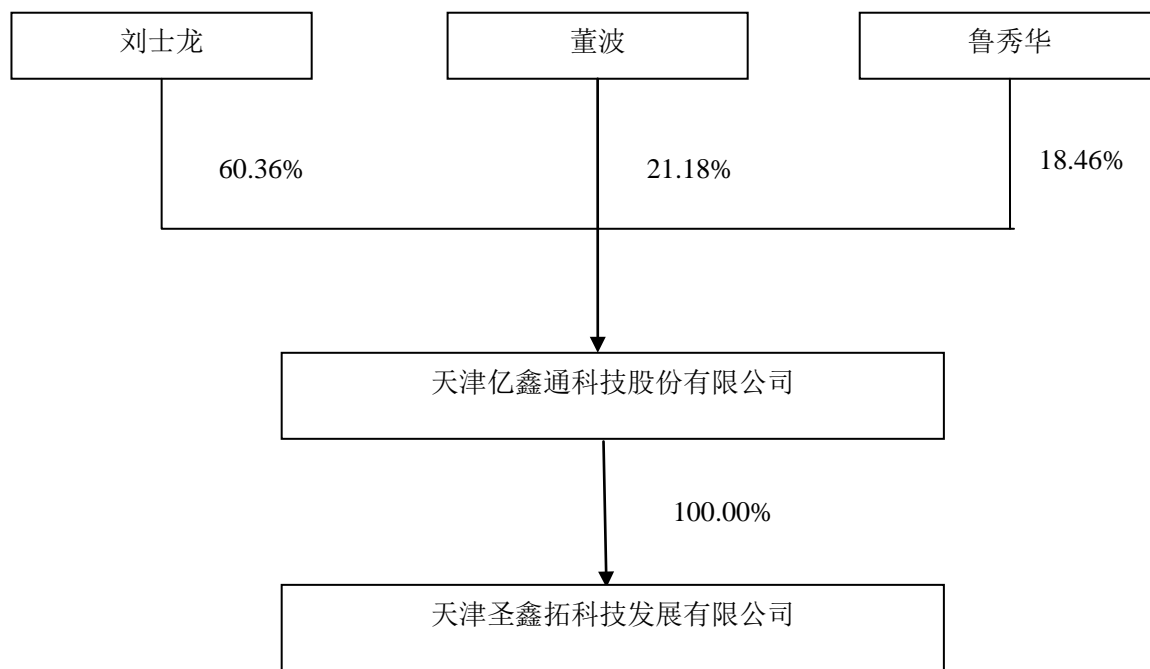 刘士龙
董波
鲁秀华
60.36%
21.18%
18.46%
天津亿鑫通科技股份有限公司
100.00%
天津圣鑫拓科技发展有限公司